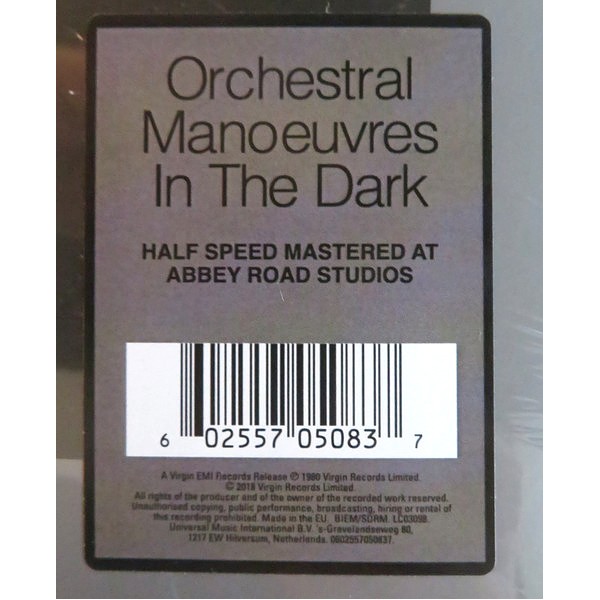 Orchestral
Manoeuvres
In The Dark
HALF SPEED MASTERED AT
ABBEY ROAD STUDIOS
6 02557 05083 7
A Virgin EMI Records Release ℗ 1980 Virgin Records Limited.
© 2018 Virgin Records Limited.
All rights of the producer and of the owner of the recorded work reserved.
Unauthorised copying, public performance, broadcasting, hiring or rental of
this recording prohibited. Made in the EU. BIEM/SDRM. LC03098.
Universal Music International B.V. 's-Gravelandseweg 80,
1217 EW Hilversum, Netherlands. 0602557050837.